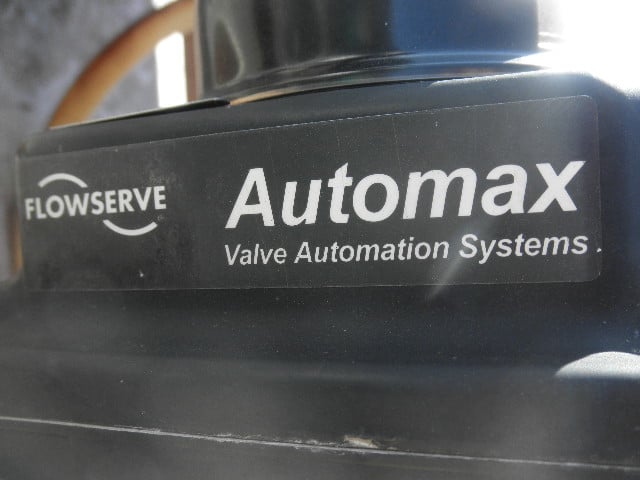 FLOWSERVE
Automax
Valve Automation Systems